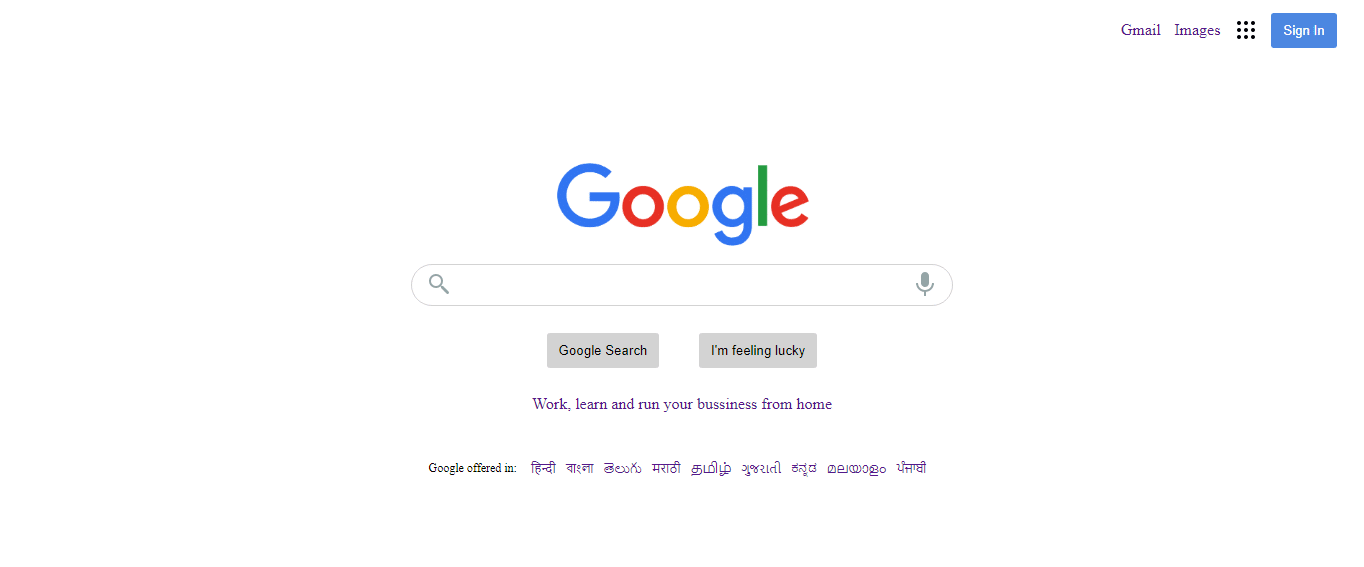 Gmail Images Sign In
Google
Google Search I'm feeling lucky
Work, learn and run your bussiness from home
Google offered in: हिन्दी বাংলা తెలుగు मराठी தமிழ் ગુજરાતી ಕನ್ನಡ മലയാളം ਪੰਜਾਬੀ